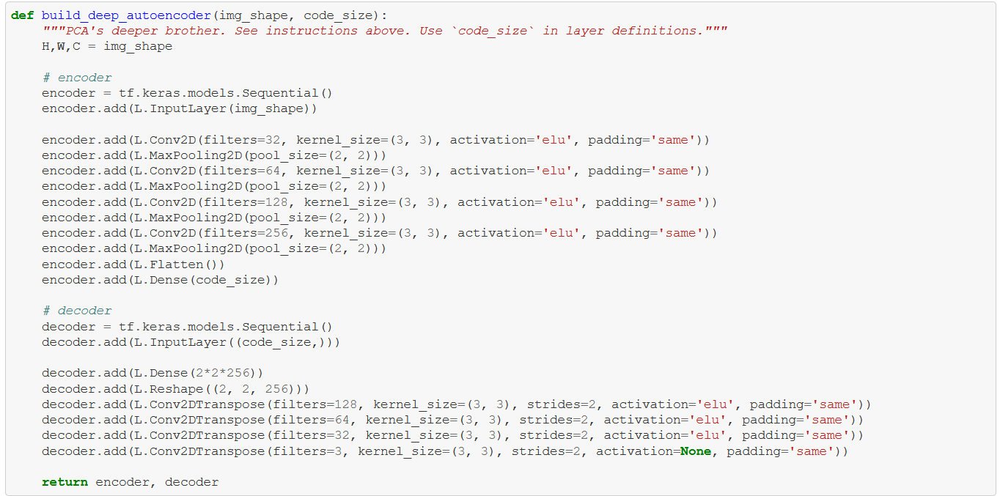 def build_deep_autoencoder(img_shape, code_size):
    """PCA's deeper brother. See instructions above. Use `code_size` in layer definitions."""
    H,W,C = img_shape

    # encoder
    encoder = tf.keras.models.Sequential()
    encoder.add(L.InputLayer(img_shape))

    encoder.add(L.Conv2D(filters=32, kernel_size=(3, 3), activation='elu', padding='same'))
    encoder.add(L.MaxPooling2D(pool_size=(2, 2)))
    encoder.add(L.Conv2D(filters=64, kernel_size=(3, 3), activation='elu', padding='same'))
    encoder.add(L.MaxPooling2D(pool_size=(2, 2)))
    encoder.add(L.Conv2D(filters=128, kernel_size=(3, 3), activation='elu', padding='same'))
    encoder.add(L.MaxPooling2D(pool_size=(2, 2)))
    encoder.add(L.Conv2D(filters=256, kernel_size=(3, 3), activation='elu', padding='same'))
    encoder.add(L.MaxPooling2D(pool_size=(2, 2)))
    encoder.add(L.Flatten())
    encoder.add(L.Dense(code_size))

    # decoder
    decoder = tf.keras.models.Sequential()
    decoder.add(L.InputLayer((code_size,)))

    decoder.add(L.Dense(2*2*256))
    decoder.add(L.Reshape((2, 2, 256)))
    decoder.add(L.Conv2DTranspose(filters=128, kernel_size=(3, 3), strides=2, activation='elu', padding='same'))
    decoder.add(L.Conv2DTranspose(filters=64, kernel_size=(3, 3), strides=2, activation='elu', padding='same'))
    decoder.add(L.Conv2DTranspose(filters=32, kernel_size=(3, 3), strides=2, activation='elu', padding='same'))
    decoder.add(L.Conv2DTranspose(filters=3, kernel_size=(3, 3), strides=2, activation=None, padding='same'))

    return encoder, decoder